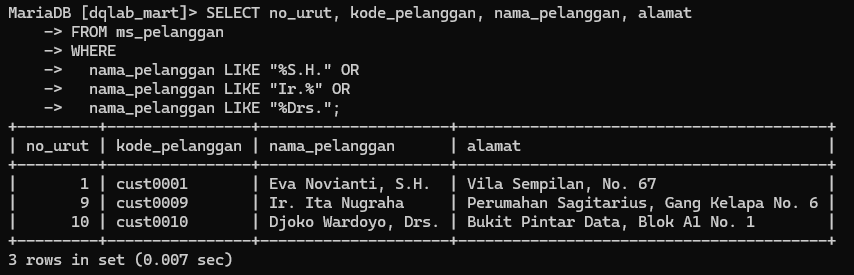 MariaDB [dqlab_mart]> SELECT no_urut, kode_pelanggan, nama_pelanggan, alamat
    -> FROM ms_pelanggan
    -> WHERE
    ->   nama_pelanggan LIKE "%S.H." OR
    ->   nama_pelanggan LIKE "Ir.%" OR
    ->   nama_pelanggan LIKE "%Drs.";
+---------+----------------+---------------------+-----------------------------------------+
| no_urut | kode_pelanggan | nama_pelanggan      | alamat                                  |
+---------+----------------+---------------------+-----------------------------------------+
|       1 | cust0001       | Eva Novianti, S.H.  | Vila Sempilan, No. 67                   |
|       9 | cust0009       | Ir. Ita Nugraha     | Perumahan Sagitarius, Gang Kelapa No. 6 |
|      10 | cust0010       | Djoko Wardoyo, Drs. | Bukit Pintar Data, Blok A1 No. 1        |
+---------+----------------+---------------------+-----------------------------------------+
3 rows in set (0.007 sec)